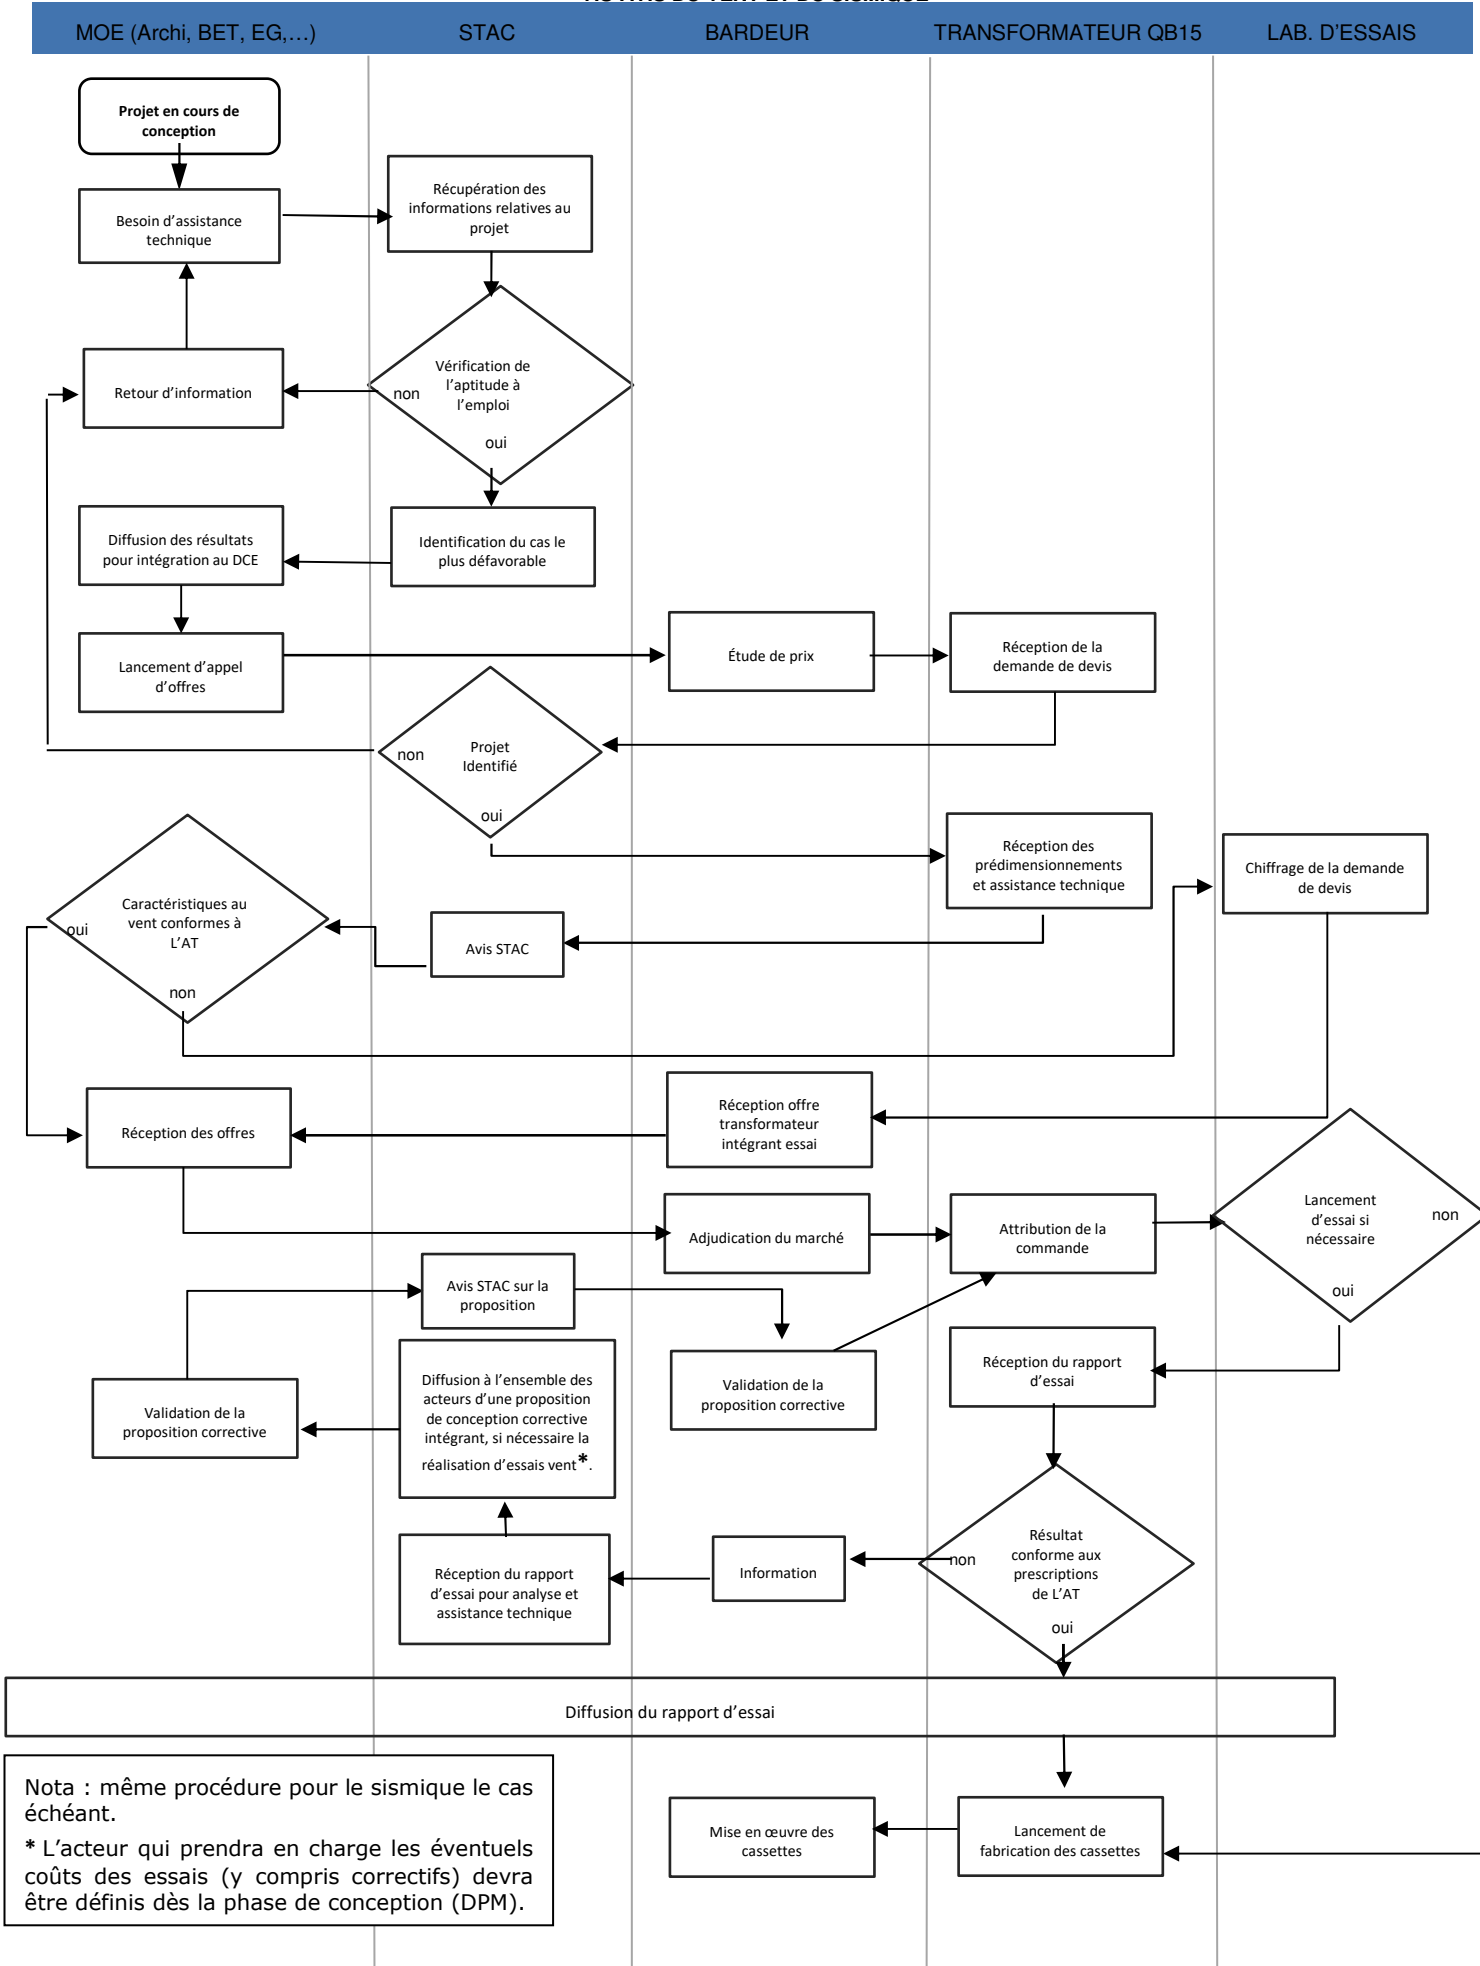 MOE (Archi, BET, EG,…)
STAC
BARDEUR
TRANSFORMATEUR QB15
LAB. D'ESSAIS
Projet en cours de
conception
Besoin d'assistance
technique
Récupération des
informations relatives au
projet
Retour d'information
Vérification de
l'aptitude à
l'emploi
non
oui
Diffusion des résultats
pour intégration au DCE
Identification du cas le
plus défavorable
Lancement d'appel
d'offres
Étude de prix
Réception de la
demande de devis
Projet
Identifié
non
oui
Réception des
prédimensionnements
et assistance technique
Chiffrage de la demande
de devis
Caractéristiques au
vent conformes à
L'AT
oui
non
Avis STAC
Réception offre
transformateur
intégrant essai
Réception des offres
Adjudication du marché
Attribution de la
commande
Lancement
d'essai si
nécessaire
non
oui
Avis STAC sur la
proposition
Réception du rapport
d'essai
Diffusion à l'ensemble des
acteurs d'une proposition
de conception corrective
intégrant, si nécessaire la
réalisation d'essais vent*.
Validation de la
proposition corrective
Validation de la
proposition corrective
Résultat
conforme aux
prescriptions
de L'AT
non
oui
Information
Réception du rapport
d'essai pour analyse et
assistance technique
Diffusion du rapport d'essai
Nota : même procédure pour le sismique le cas
échéant.
* L'acteur qui prendra en charge les éventuels
coûts des essais (y compris correctifs) devra
être définis dès la phase de conception (DPM).
Mise en œuvre des
cassettes
Lancement de
fabrication des cassettes